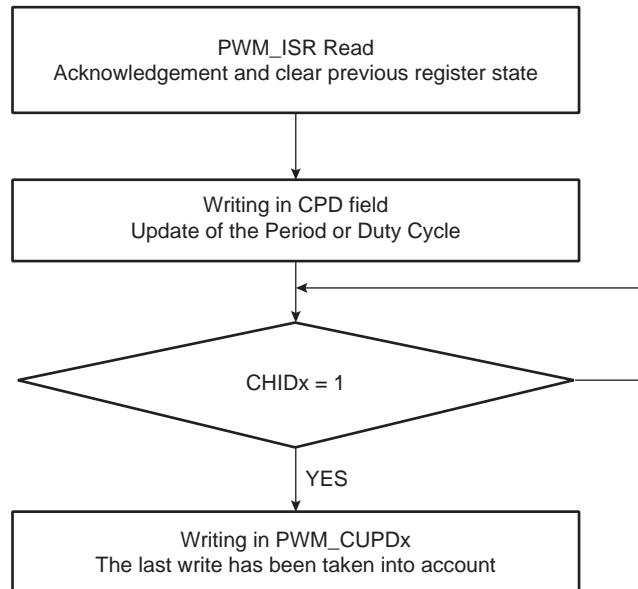 PWM_ISR Read
Acknowledgement and clear previous register state
Writing in CPD field
Update of the Period or Duty Cycle
CHIDx = 1
YES
Writing in PWM_CUPDx
The last write has been taken into account